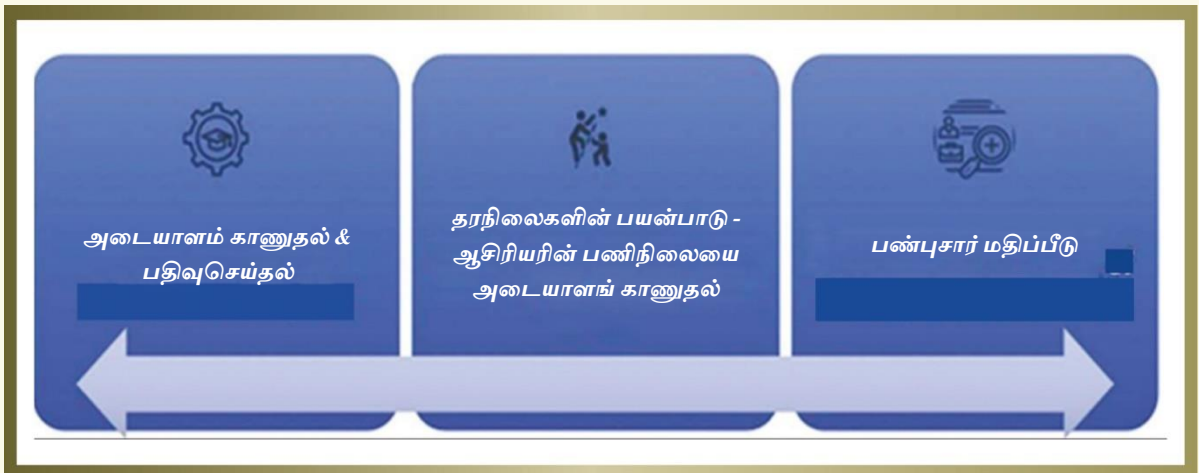 அடையாளம் காணுதல் &
பதிவுசெய்தல்
தரநிலைகளின் பயன்பாடு -
ஆசிரியரின் பணிநிலையை
அடையாளங் காணுதல்
பண்புசார் மதிப்பீடு